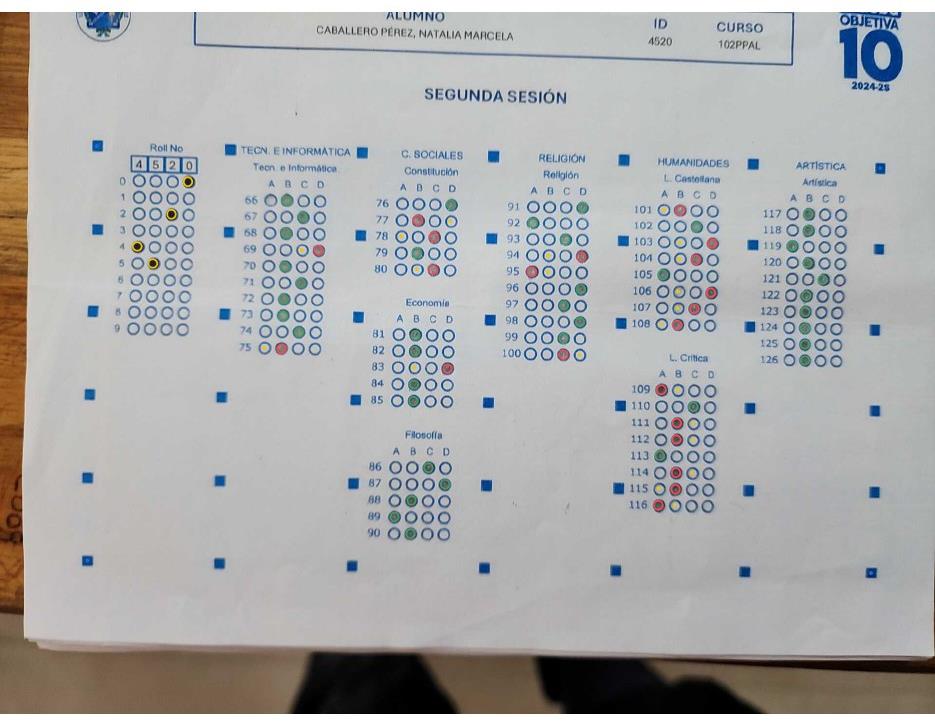 ALUMNO
CABALLERO PÉREZ, NATALIA MARCELA
ID
4520
CURSO
102PPAL
OBJETIVA
10
2024-2S
SEGUNDA SESIÓN
Roll No
4 5 2 0
0
1
2
3
4
5
6
7
8
9
TECN. E INFORMÁTICA
Tecn. e Informática
A B C D
66
67
68
69
70
71
72
73
74
75
C. SOCIALES
Constitución
A B C D
76
77
78
79
80
Economía
A B C D
81
82
83
84
85
Filosofía
A B C D
86
87
88
89
90
RELIGIÓN
Religión
A B C D
91
92
93
94
95
96
97
98
99
100
HUMANIDADES
L. Castellana
A B C D
101
102
103
104
105
106
107
108
L. Crítica
A B C D
109
110
111
112
113
114
115
116
ARTÍSTICA
Artística
A B C D
117
118
119
120
121
122
123
124
125
126